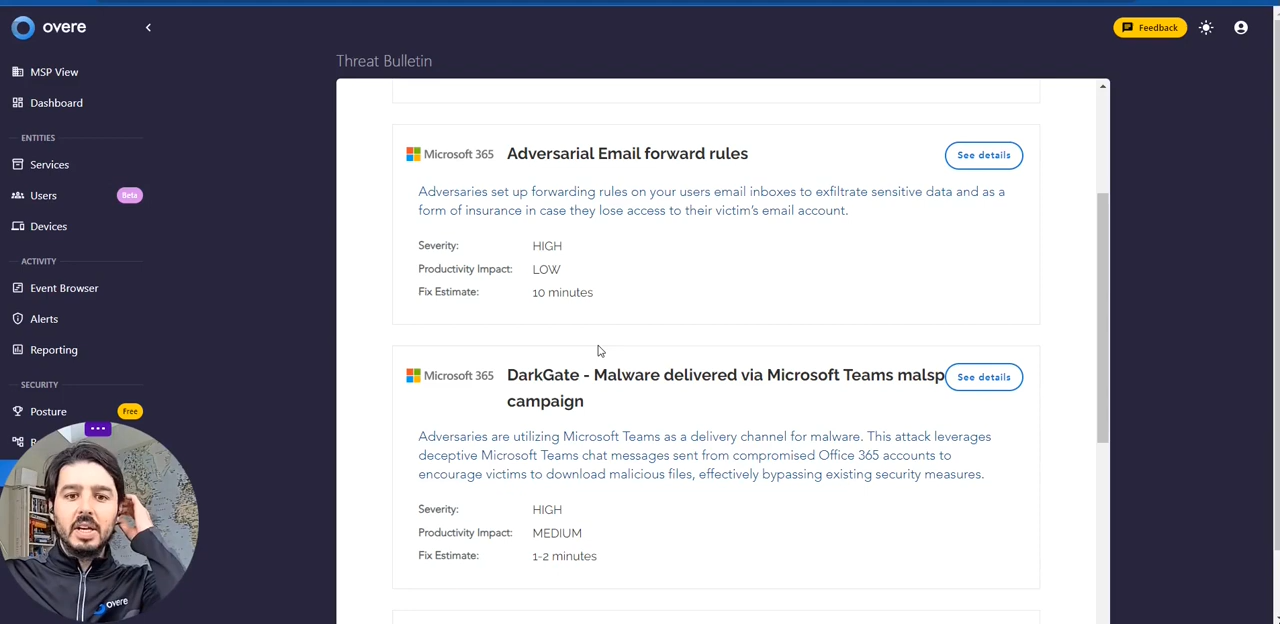 overe
Feedback
MSP View
Dashboard
ENTITIES
Services
Users
Beta
Devices
ACTIVITY
Event Browser
Alerts
Reporting
SECURITY
Posture
Free
Threat Bulletin
Microsoft 365
Adversarial Email forward rules
See details
Adversaries set up forwarding rules on your users email inboxes to exfiltrate sensitive data and as a
form of insurance in case they lose access to their victim's email account.
Severity: HIGH
Productivity Impact: LOW
Fix Estimate: 10 minutes
Microsoft 365
DarkGate - Malware delivered via Microsoft Teams malsp
campaign
See details
Adversaries are utilizing Microsoft Teams as a delivery channel for malware. This attack leverages
deceptive Microsoft Teams chat messages sent from compromised Office 365 accounts to
encourage victims to download malicious files, effectively bypassing existing security measures.
Severity: HIGH
Productivity Impact: MEDIUM
Fix Estimate: 1-2 minutes
overe